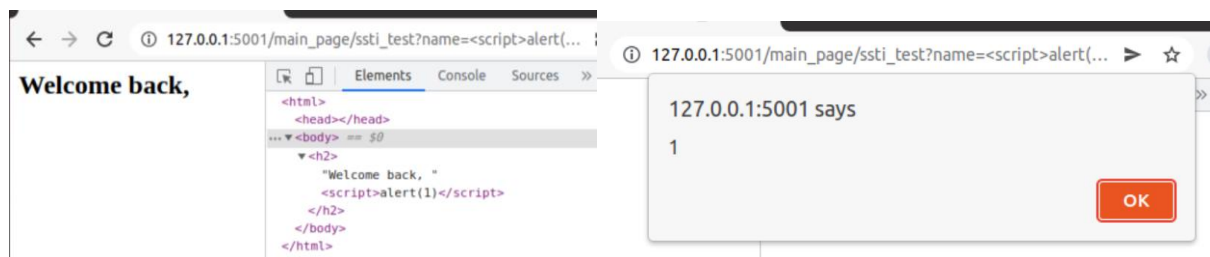 127.0.0.1:5001/main_page/ssti_test?name=<script>alert(...
Welcome back,
Elements Console Sources »
<html>
<head></head>
... ▼<body> == $0
▼<h2>
"Welcome back, "
<script>alert(1)</script>
</h2>
</body>
</html>
127.0.0.1:5001/main_page/ssti_test?name=<script>alert(...
»
127.0.0.1:5001 says
1
OK